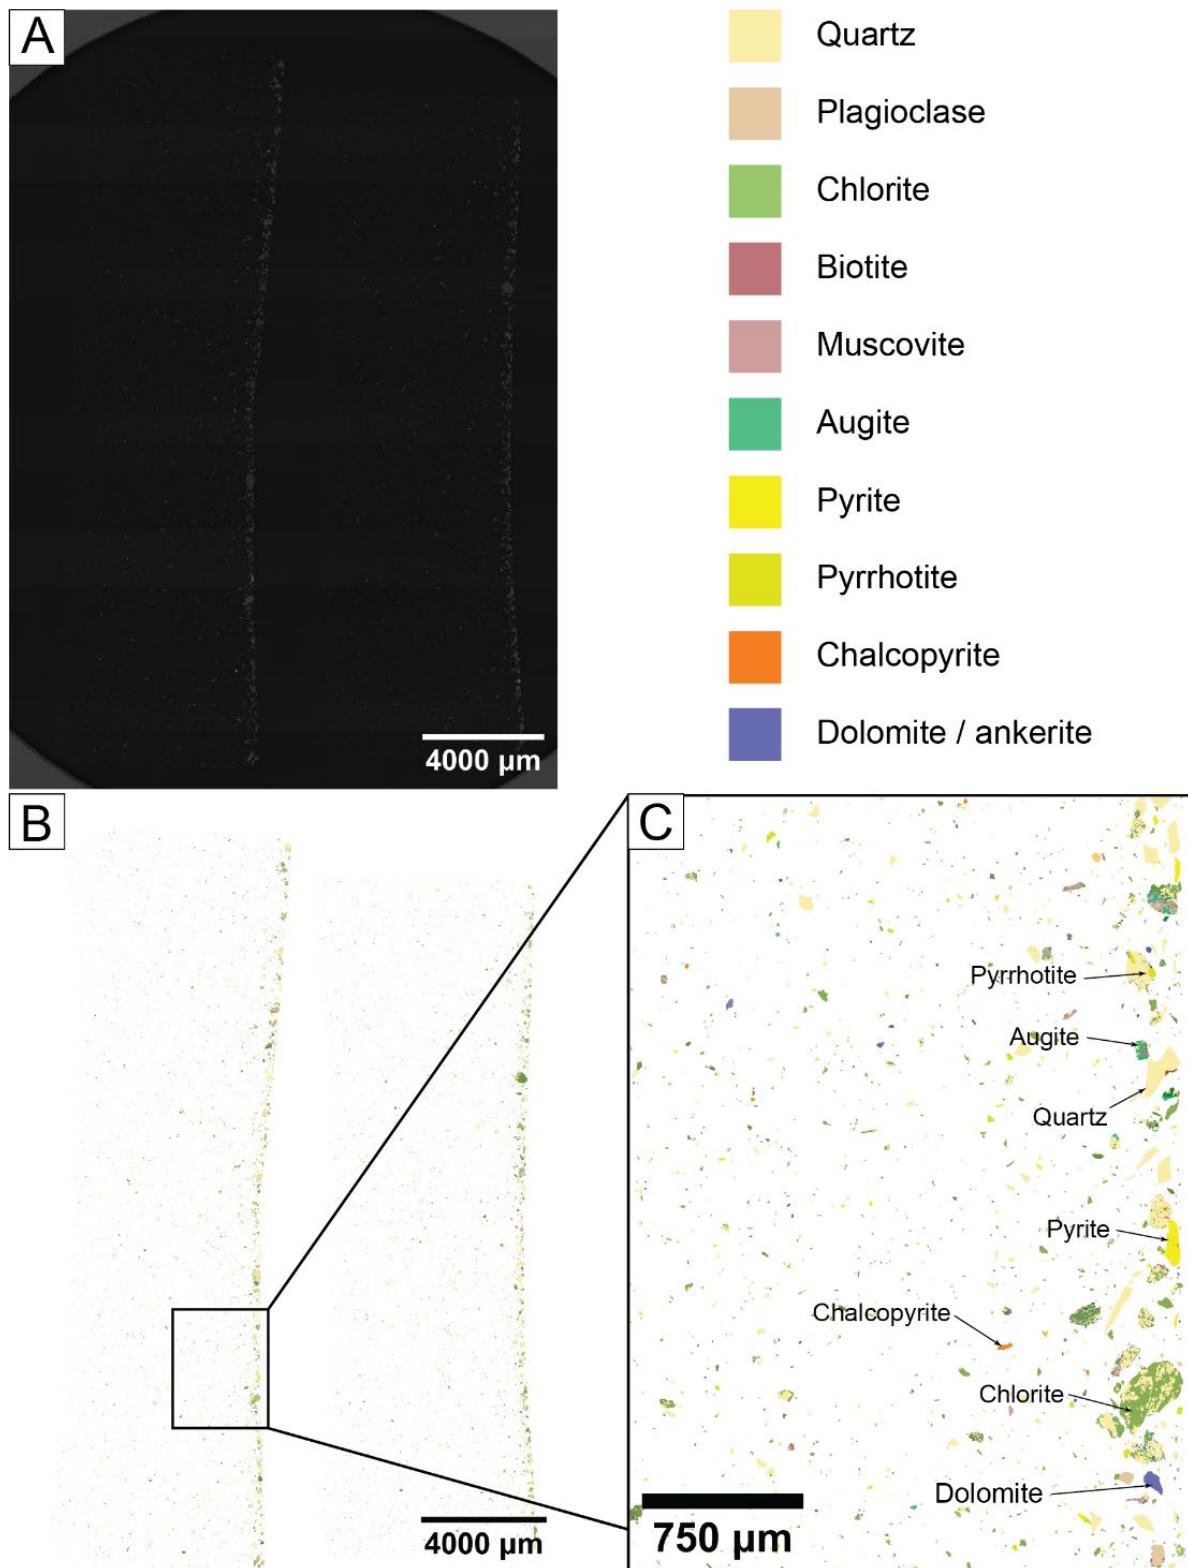 A
4000 µm
Quartz
Plagioclase
Chlorite
Biotite
Muscovite
Augite
Pyrite
Pyrrhotite
Chalcopyrite
Dolomite / ankerite
B
4000 µm
C
Pyrrhotite
Augite
Quartz
Pyrite
Chalcopyrite
Chlorite
Dolomite
750 µm